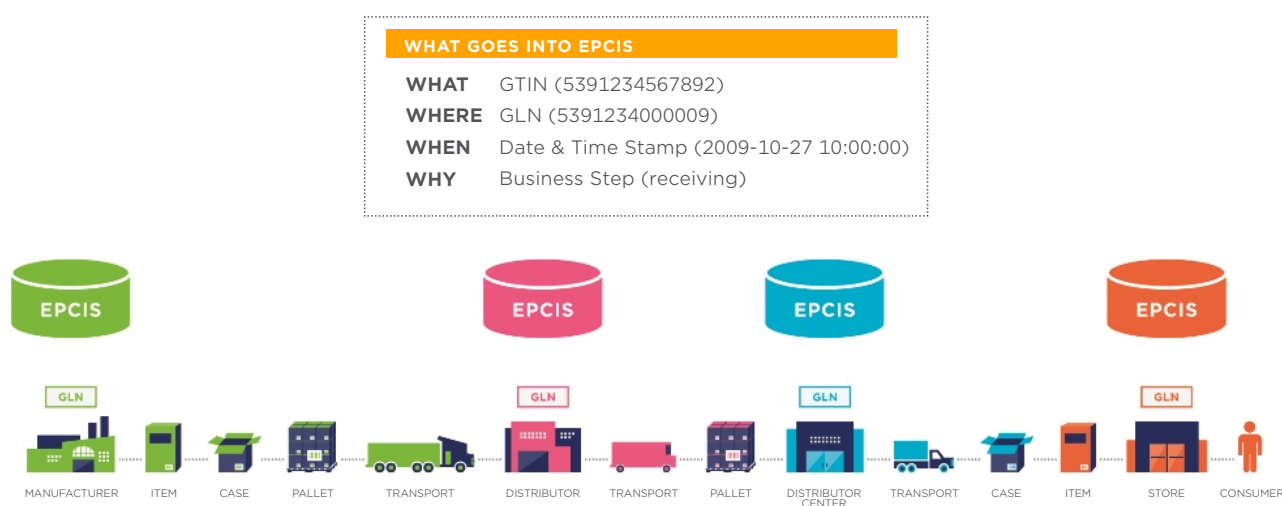 WHAT GOES INTO EPCIS
WHAT GTIN (5391234567892)
WHERE GLN (5391234000009)
WHEN Date & Time Stamp (2009-10-27 10:00:00)
WHY Business Step (receiving)
EPCIS EPCIS EPCIS EPCIS
GLN GLN GLN GLN
MANUFACTURER ITEM CASE PALLET TRANSPORT DISTRIBUTOR TRANSPORT PALLET DISTRIBUTOR CENTER TRANSPORT CASE ITEM STORE CONSUMER